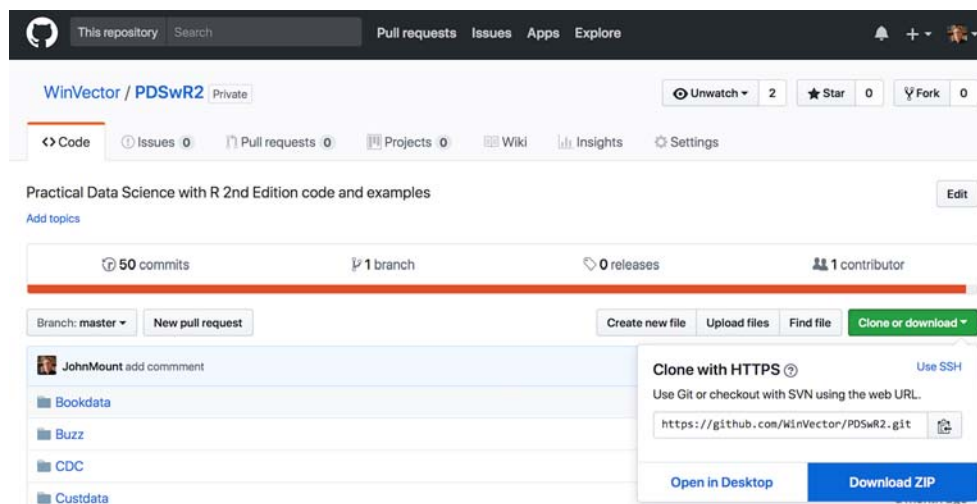 This repository Search Pull requests Issues Apps Explore
WinVector / PDSwR2 Private Unwatch 2 Star 0 Fork 0
Code Issues 0 Pull requests 0 Projects 0 Wiki Insights Settings
Practical Data Science with R 2nd Edition code and examples Edit
Add topics
50 commits 1 branch 0 releases 1 contributor
Branch: master New pull request Create new file Upload files Find file Clone or download
JohnMount add commment
Bookdata
Buzz
CDC
Custdata
Clone with HTTPS Use SSH
Use Git or checkout with SVN using the web URL.
https://github.com/WinVector/PDSwR2.git
Open in Desktop Download ZIP